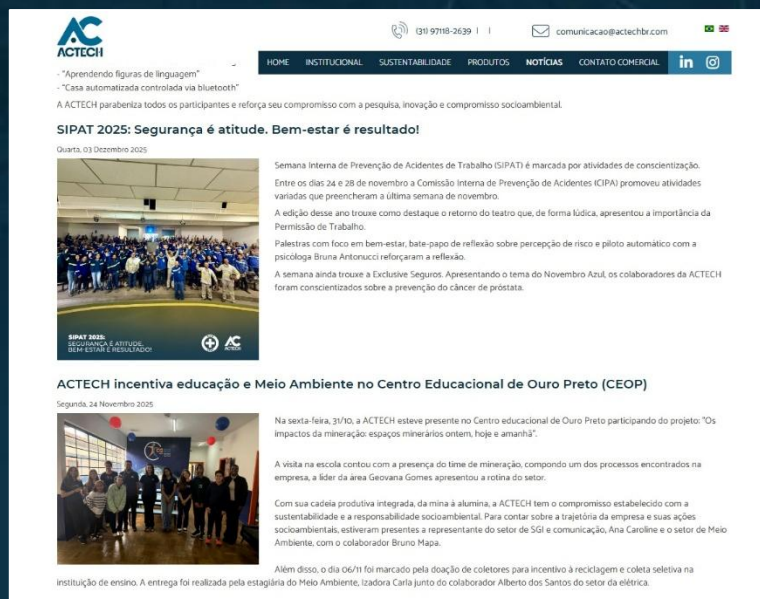 (31) 97118-2639 | |
comunicacao@actechbr.com
ACTECH
HOME INSTITUCIONAL SUSTENTABILIDADE PRODUTOS NOTÍCIAS CONTATO COMERCIAL in
- "Aprendendo figuras de linguagem"
- "Casa automatizada controlada via bluetooth"
A ACTECH parabeniza todos os participantes e reforça seu compromisso com a pesquisa, inovação e compromisso socioambiental.
SIPAT 2025: Segurança é atitude. Bem-estar é resultado!
Quarta, 03 Dezembro 2025
Semana Interna de Prevenção de Acidentes de Trabalho (SIPAT) é marcada por atividades de conscientização.
Entre os dias 24 e 28 de novembro a Comissão Interna de Prevenção de Acidentes (CIPA) promoveu atividades
variadas que preencheram a última semana de novembro.
A edição desse ano trouxe como destaque o retorno do teatro que, de forma lúdica, apresentou a importância da
Permissão de Trabalho.
Palestras com foco em bem-estar, bate-papo de reflexão sobre percepção de risco e piloto automático com a
psicóloga Bruna Antonucci reforçaram a reflexão.
A semana ainda trouxe a Exclusive Seguros. Apresentando o tema do Novembro Azul, os colaboradores da ACTECH
foram conscientizados sobre a prevenção do câncer de próstata.
SIPAT 2025:
SEGURANÇA É ATITUDE,
BEM-ESTAR É RESULTADO!
ACTECH
ACTECH incentiva educação e Meio Ambiente no Centro Educacional de Ouro Preto (CEOP)
Segunda, 24 Novembro 2025
Na sexta-feira, 31/10, a ACTECH esteve presente no Centro educacional de Ouro Preto participando do projeto: "Os
impactos da mineração: espaços minerários ontem, hoje e amanhã".
A visita na escola contou com a presença do time de mineração, compondo um dos processos encontrados na
empresa, a líder da área Geovana Gomes apresentou a rotina do setor.
Com sua cadeia produtiva integrada, da mina à alumina, a ACTECH tem o compromisso estabelecido com a
sustentabilidade e a responsabilidade socioambiental. Para contar sobre a trajetória da empresa e suas ações
socioambientais, estiveram presentes a representante do setor de SGI e comunicação, Ana Caroline e o setor de Meio
Ambiente, com o colaborador Bruno Mapa.
Além disso, o dia 06/11 foi marcado pela doação de coletores para incentivo à reciclagem e coleta seletiva na
instituição de ensino. A entrega foi realizada pela estagiária do Meio Ambiente, Izadora Carla junto do colaborador Alberto dos Santos do setor da elétrica.